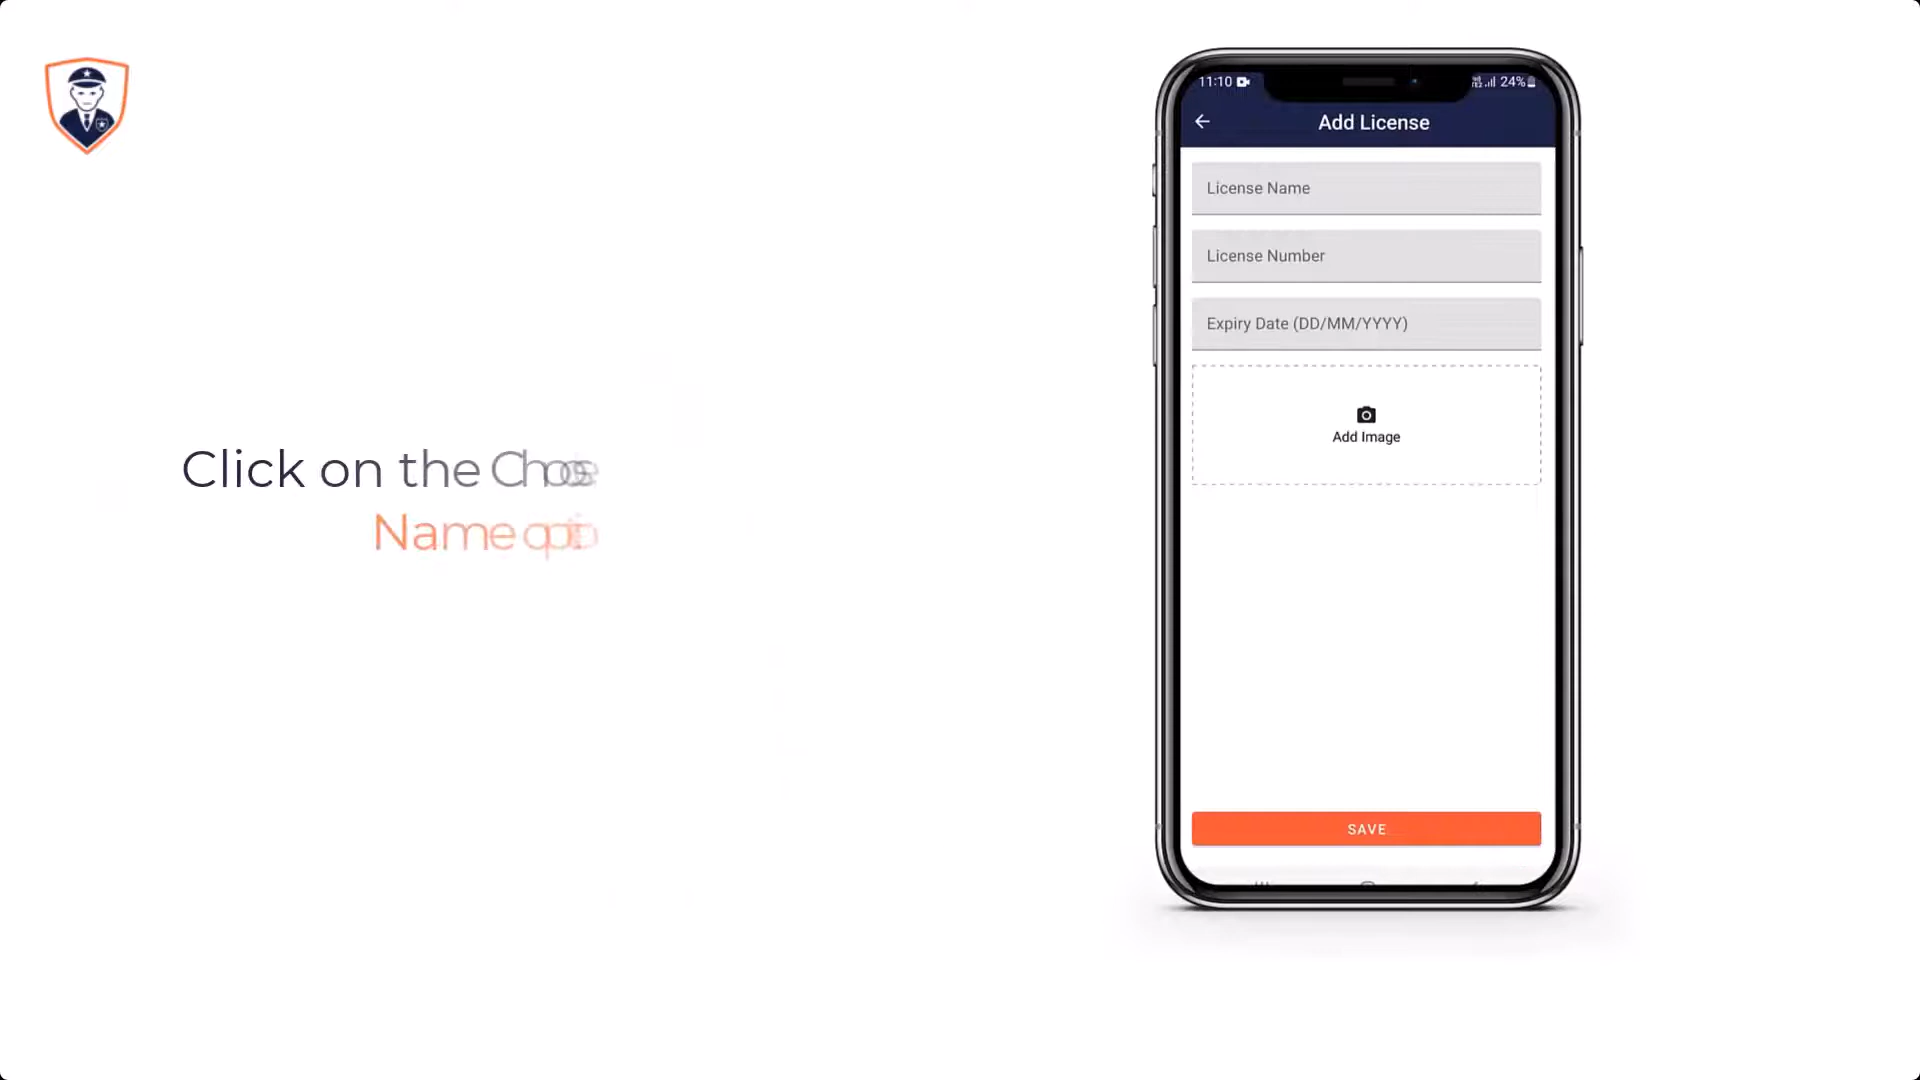 Click on the
Name
11:10
24%
Add License
License Name
License Number
Expiry Date (DD/MM/YYYY)
Add Image
SAVE